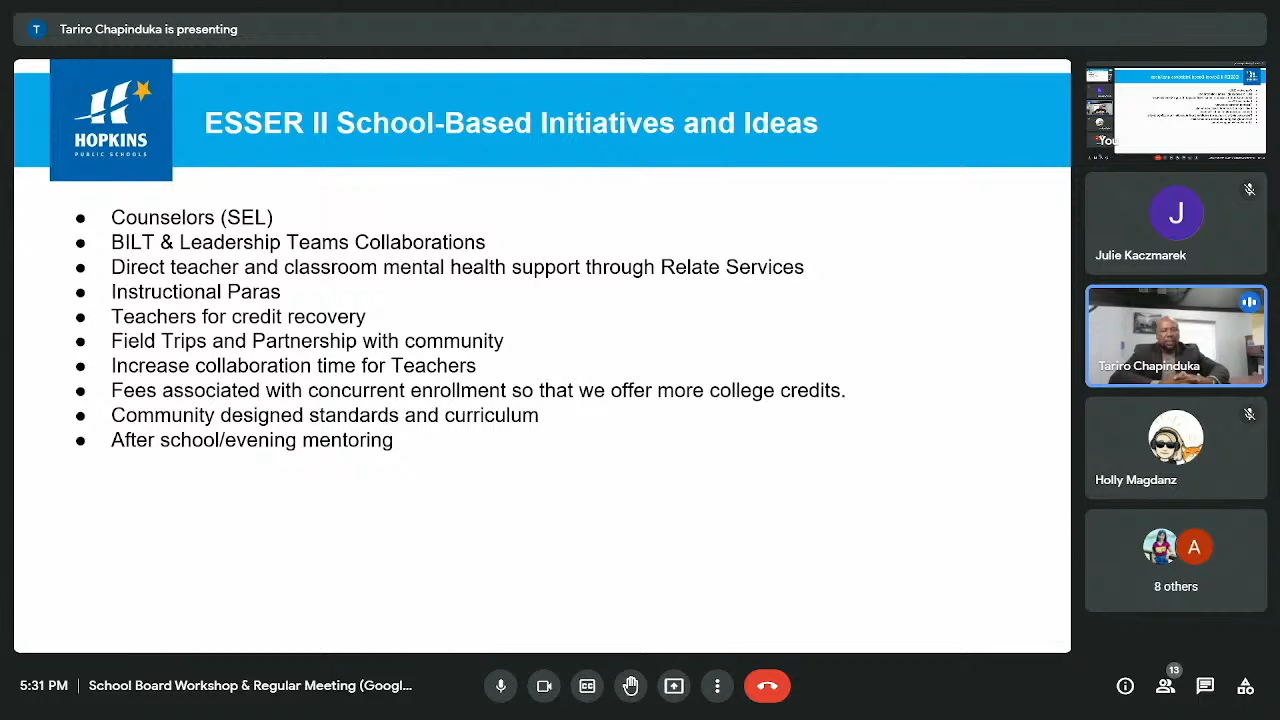 T
Tariro Chapinduka is presenting
HOPKINS
PUBLIC SCHOOLS
ESSER II School-Based Initiatives and Ideas
● Counselors (SEL)
● BILT & Leadership Teams Collaborations
● Direct teacher and classroom mental health support through Relate Services
● Instructional Paras
● Teachers for credit recovery
● Field Trips and Partnership with community
● Increase collaboration time for Teachers
● Fees associated with concurrent enrollment so that we offer more college credits.
● Community designed standards and curriculum
● After school/evening mentoring
You
J
Julie Kaczmarek
Tariro Chapinduka
Holly Magdanz
A
8 others
5:31 PM | School Board Workshop & Regular Meeting (Googl...
CC
13